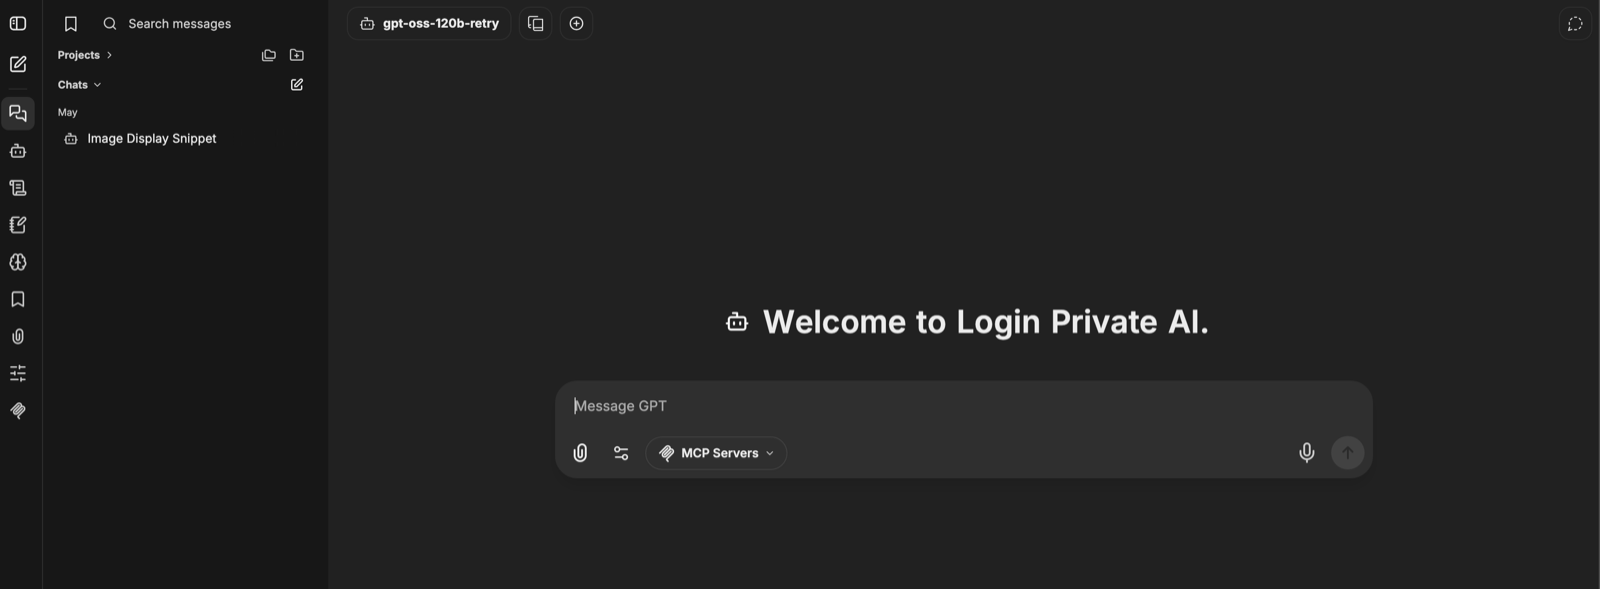 Search messages
Projects
Chats
May
Image Display Snippet
gpt-oss-120b-retry
Welcome to Login Private AI.
Message GPT
MCP Servers